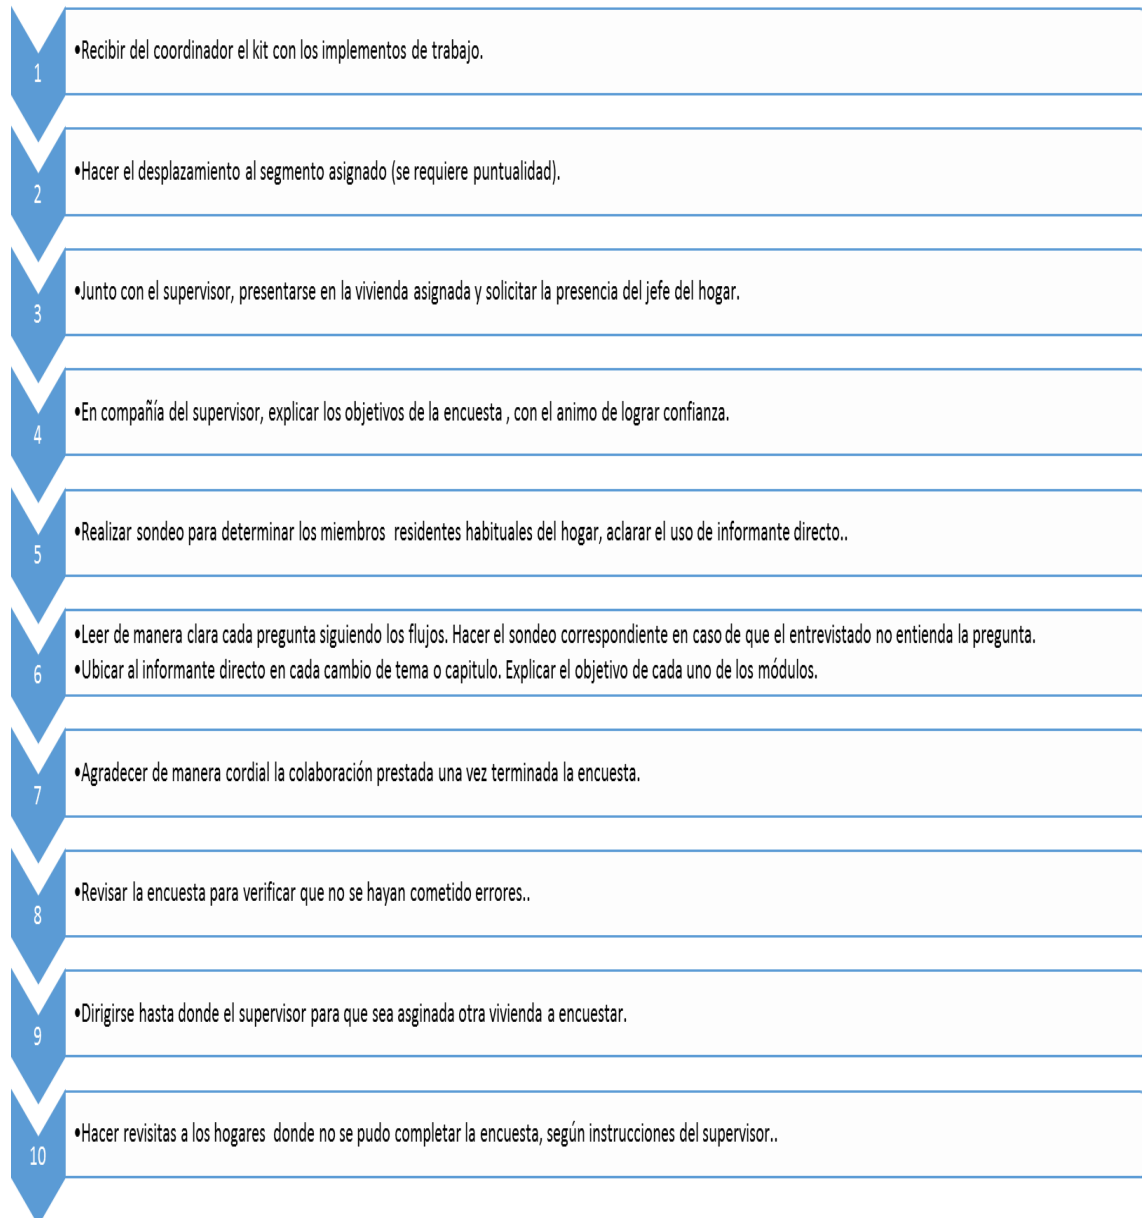 1
•Recibir del coordinador el kit con los implementos de trabajo.
2
•Hacer el desplazamiento al segmento asignado (se requiere puntualidad).
3
•Junto con el supervisor, presentarse en la vivienda asignada y solicitar la presencia del jefe del hogar.
4
•En compañía del supervisor, explicar los objetivos de la encuesta , con el animo de lograr confianza.
5
•Realizar sondeo para determinar los miembros  residentes habituales del hogar, aclarar el uso de informante directo..
6
•Leer de manera clara cada pregunta siguiendo los flujos. Hacer el sondeo correspondiente en caso de que el entrevistado no entienda la pregunta.
•Ubicar al informante directo en cada cambio de tema o capitulo. Explicar el objetivo de cada uno de los módulos.
7
•Agradecer de manera cordial la colaboración prestada una vez terminada la encuesta.
8
•Revisar la encuesta para verificar que no se hayan cometido errores..
9
•Dirigirse hasta donde el supervisor para que sea asginada otra vivienda a encuestar.
10
•Hacer revisitas a los hogares  donde no se pudo completar la encuesta, según instrucciones del supervisor..